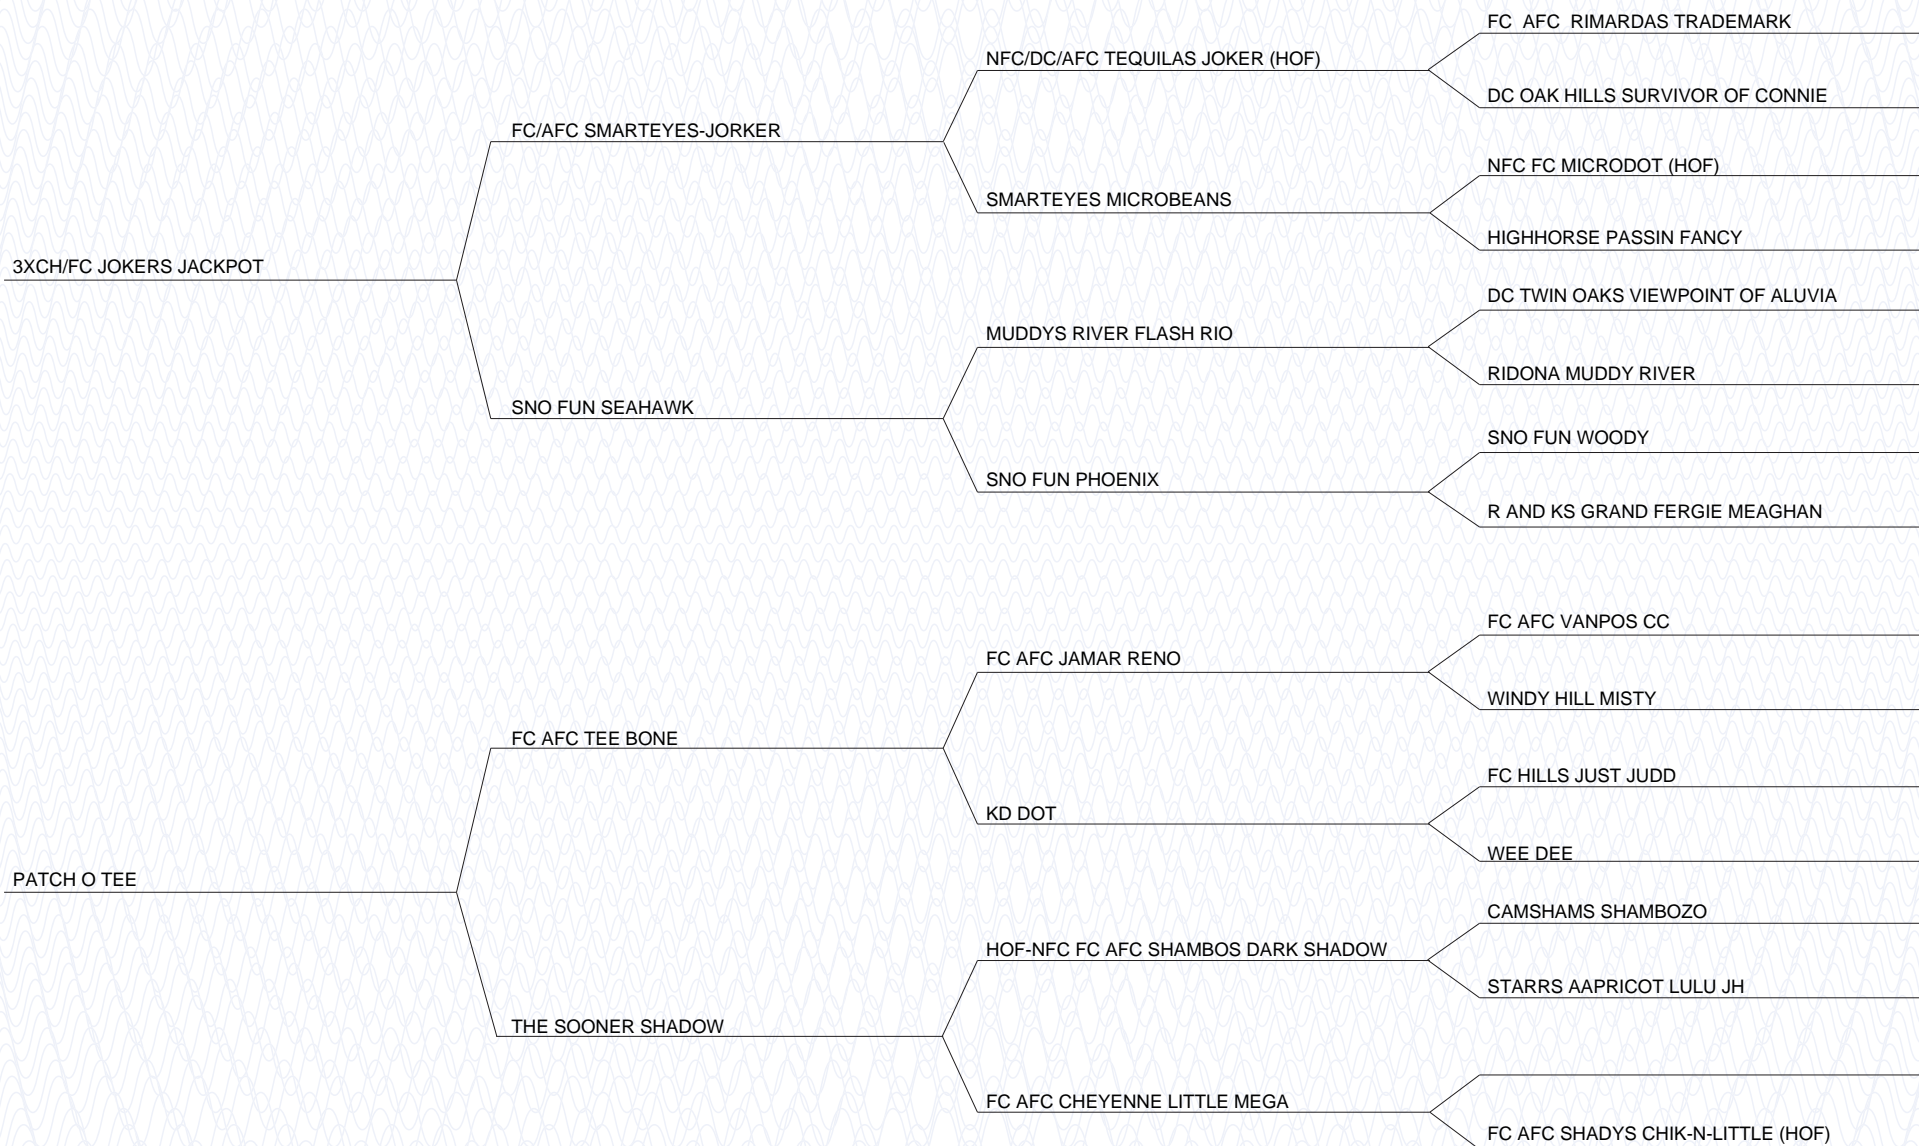 FC  AFC  RIMARDAS TRADEMARK
NFC/DC/AFC TEQUILAS JOKER (HOF)
DC OAK HILLS SURVIVOR OF CONNIE
FC/AFC SMARTEYES-JORKER
NFC FC MICRODOT (HOF)
SMARTEYES MICROBEANS
HIGHHORSE PASSIN FANCY
3XCH/FC JOKERS JACKPOT
DC TWIN OAKS VIEWPOINT OF ALUVIA
MUDDYS RIVER FLASH RIO
RIDONA MUDDY RIVER
SNO FUN SEAHAWK
SNO FUN WOODY
SNO FUN PHOENIX
R AND KS GRAND FERGIE MEAGHAN
FC AFC VANPOS CC
FC AFC JAMAR RENO
WINDY HILL MISTY
FC AFC TEE BONE
FC HILLS JUST JUDD
KD DOT
WEE DEE
PATCH O TEE
CAMSHAMS SHAMBOZO
HOF-NFC FC AFC SHAMBOS DARK SHADOW
STARRS AAPRICOT LULU JH
THE SOONER SHADOW
FC AFC CHEYENNE LITTLE MEGA
FC AFC SHADYS CHIK-N-LITTLE (HOF)